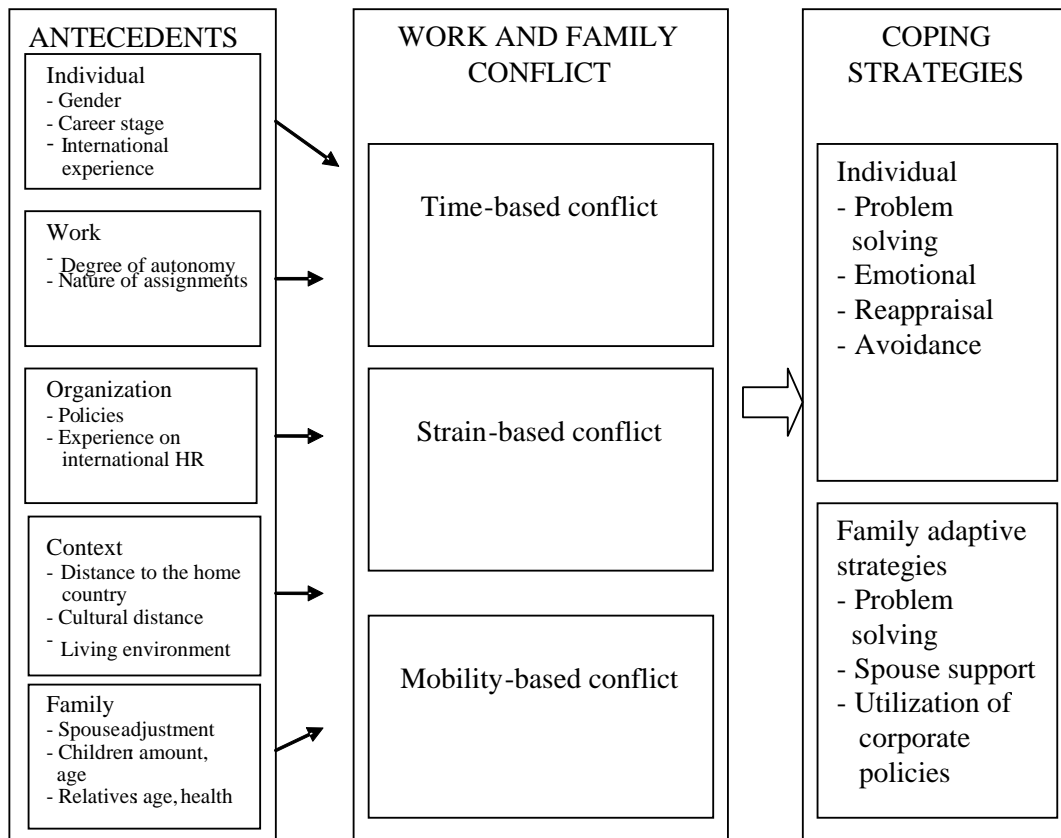 ANTECEDENTS
Individual
- Gender
- Career stage
- International
experience
Work
- Degree of autonomy
- Nature of assignments
Organization
- Policies
- Experience on
international HR
Context
- Distance to the home
country
- Cultural distance
- Living environment
Family
- Spouse adjustment
- Children: amount,
age
- Relatives: age, health
WORK AND FAMILY
CONFLICT
Time-based conflict
Strain-based conflict
Mobility-based conflict
COPING
STRATEGIES
Individual
- Problem
solving
- Emotional
- Reappraisal
- Avoidance
Family adaptive
strategies
- Problem
solving
- Spouse support
- Utilization of
corporate
policies